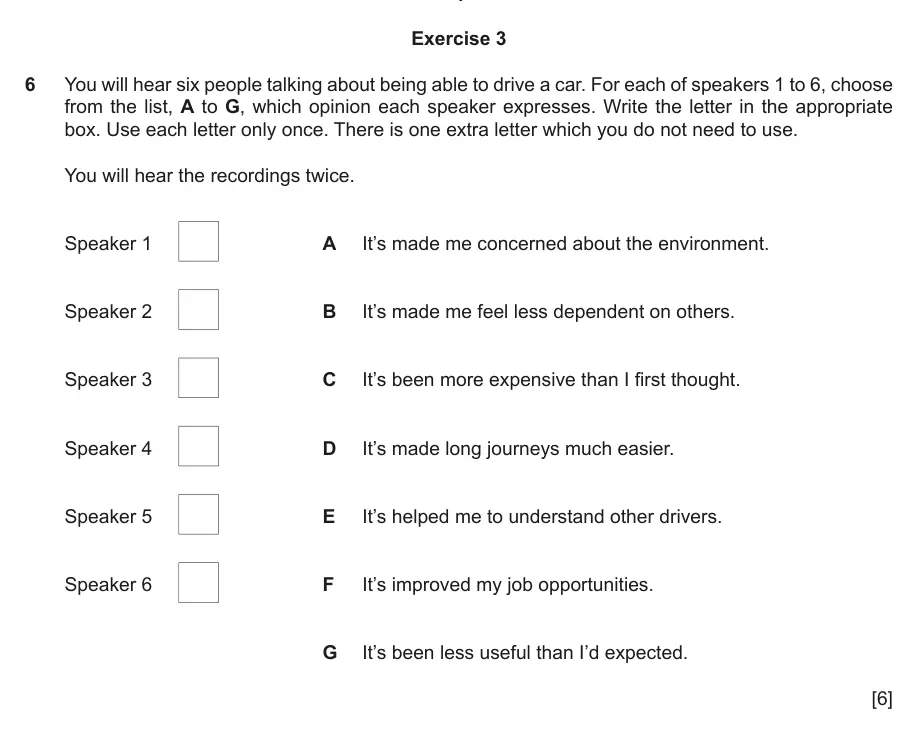 Exercise 3
6 You will hear six people talking about being able to drive a car. For each of speakers 1 to 6, choose
from the list, A to G, which opinion each speaker expresses. Write the letter in the appropriate
box. Use each letter only once. There is one extra letter which you do not need to use.
You will hear the recordings twice.
Speaker 1 A It's made me concerned about the environment.
Speaker 2 B It's made me feel less dependent on others.
Speaker 3 C It's been more expensive than I first thought.
Speaker 4 D It's made long journeys much easier.
Speaker 5 E It's helped me to understand other drivers.
Speaker 6 F It's improved my job opportunities.
G It's been less useful than I'd expected.
[6]